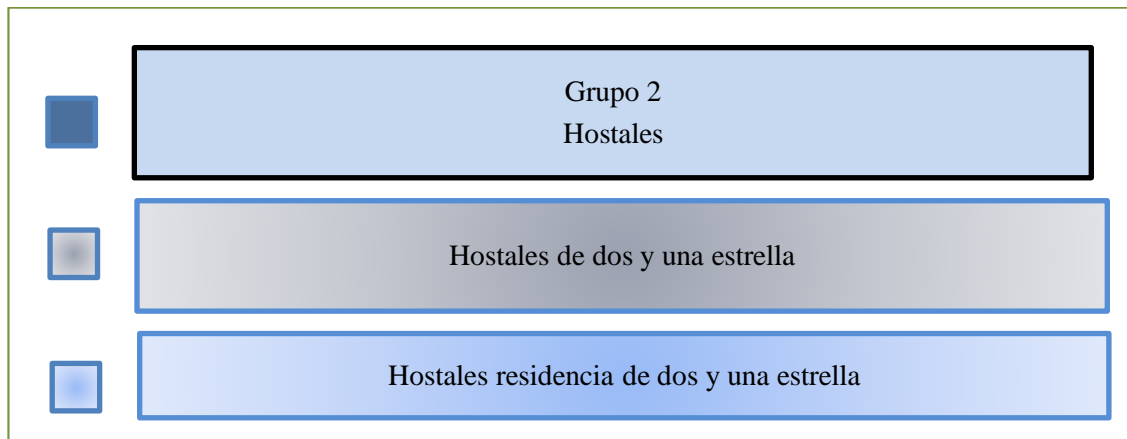 Grupo 2
Hostales
Hostales de dos y una estrella
Hostales residencia de dos y una estrella